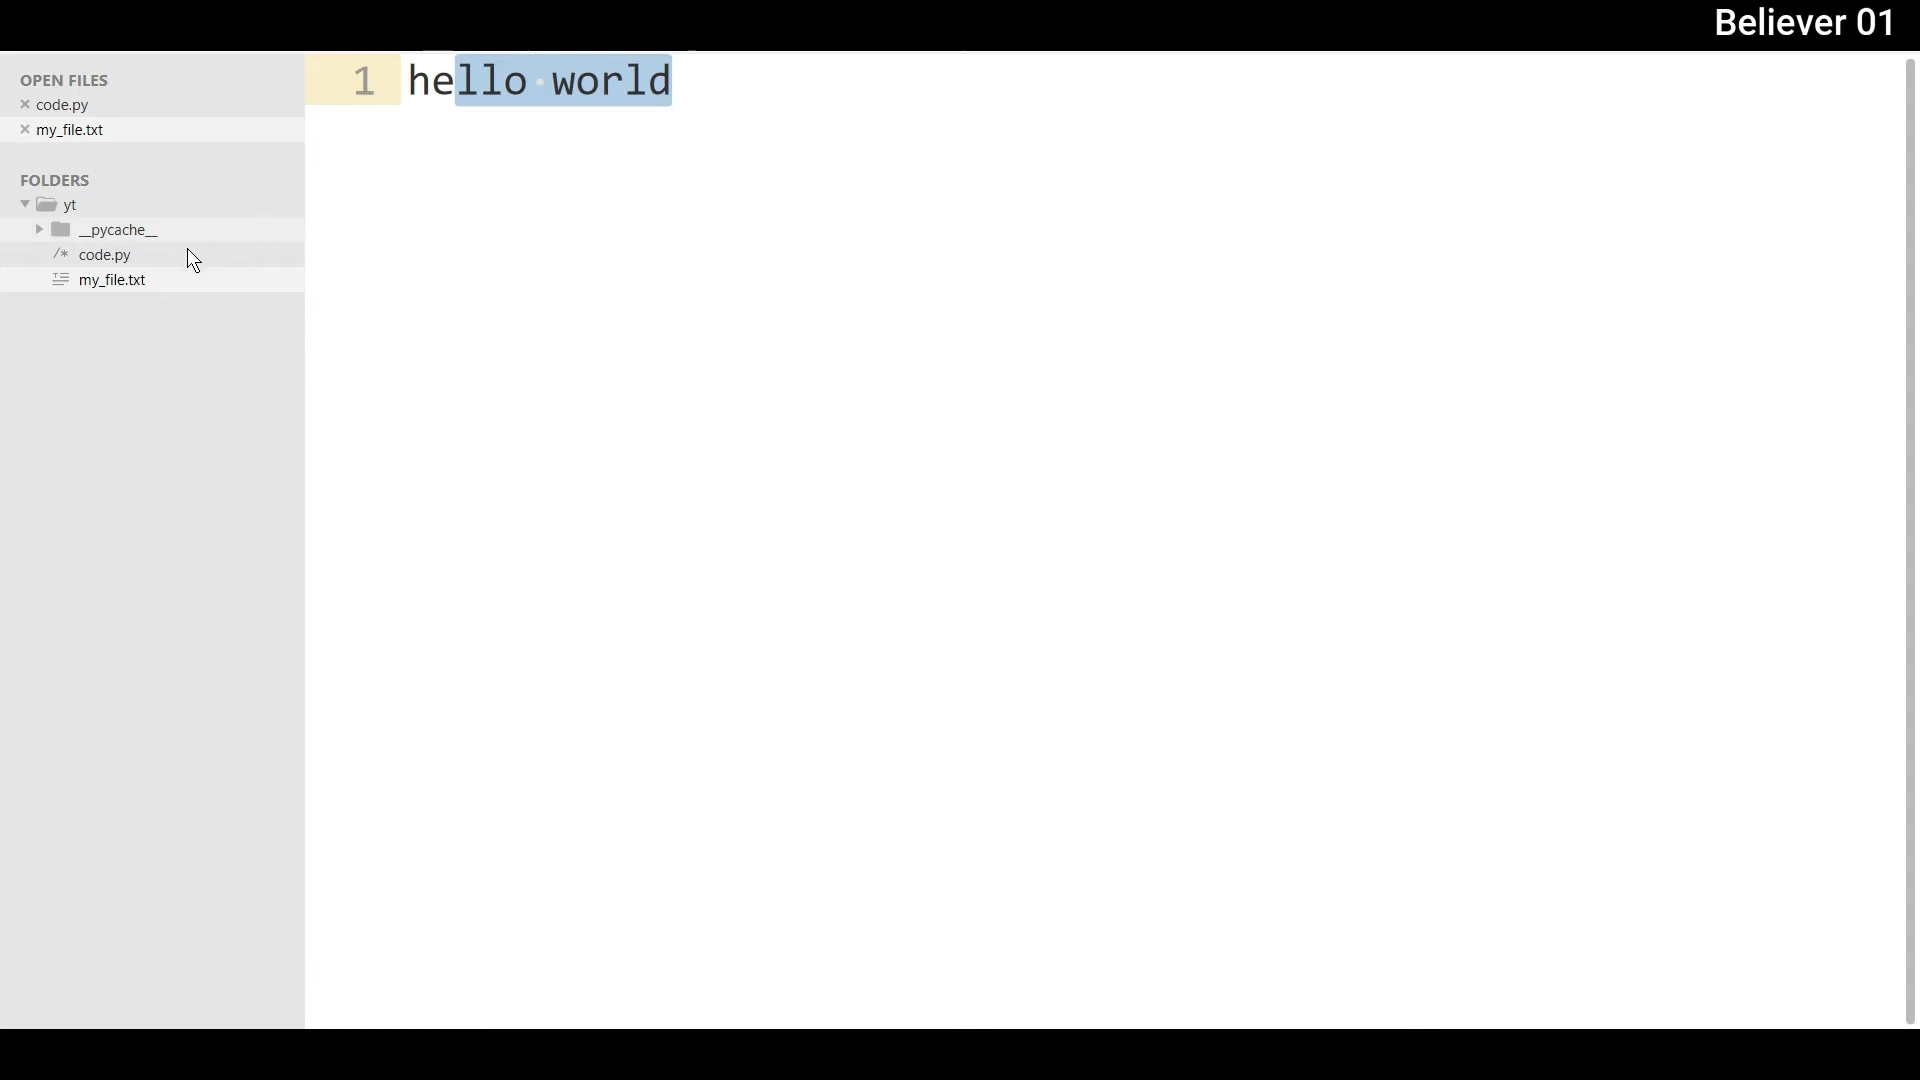 Believer 01
OPEN FILES
code.py
my_file.txt
FOLDERS
yt
__pycache__
/* code.py
my_file.txt
1 hello world